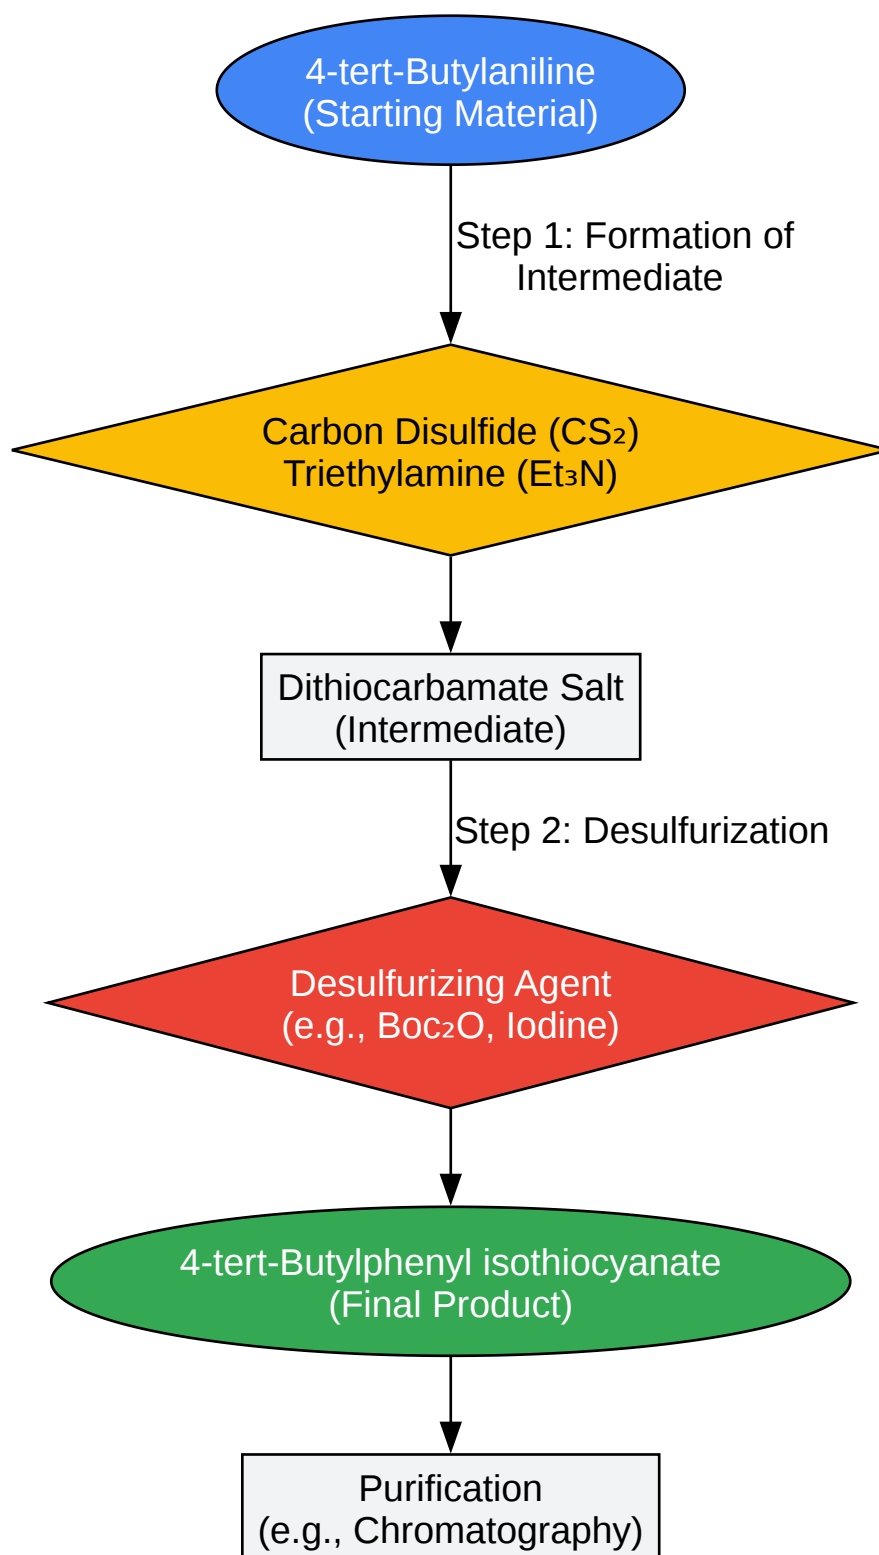 4-tert-Butylaniline
(Starting Material)
Step 1: Formation of
Intermediate
Carbon Disulfide (CS₂)
Triethylamine (Et₃N)
Dithiocarbamate Salt
(Intermediate)
Step 2: Desulfurization
Desulfurizing Agent
(e.g., Boc₂O, Iodine)
4-tert-Butylphenyl isothiocyanate
(Final Product)
Purification
(e.g., Chromatography)